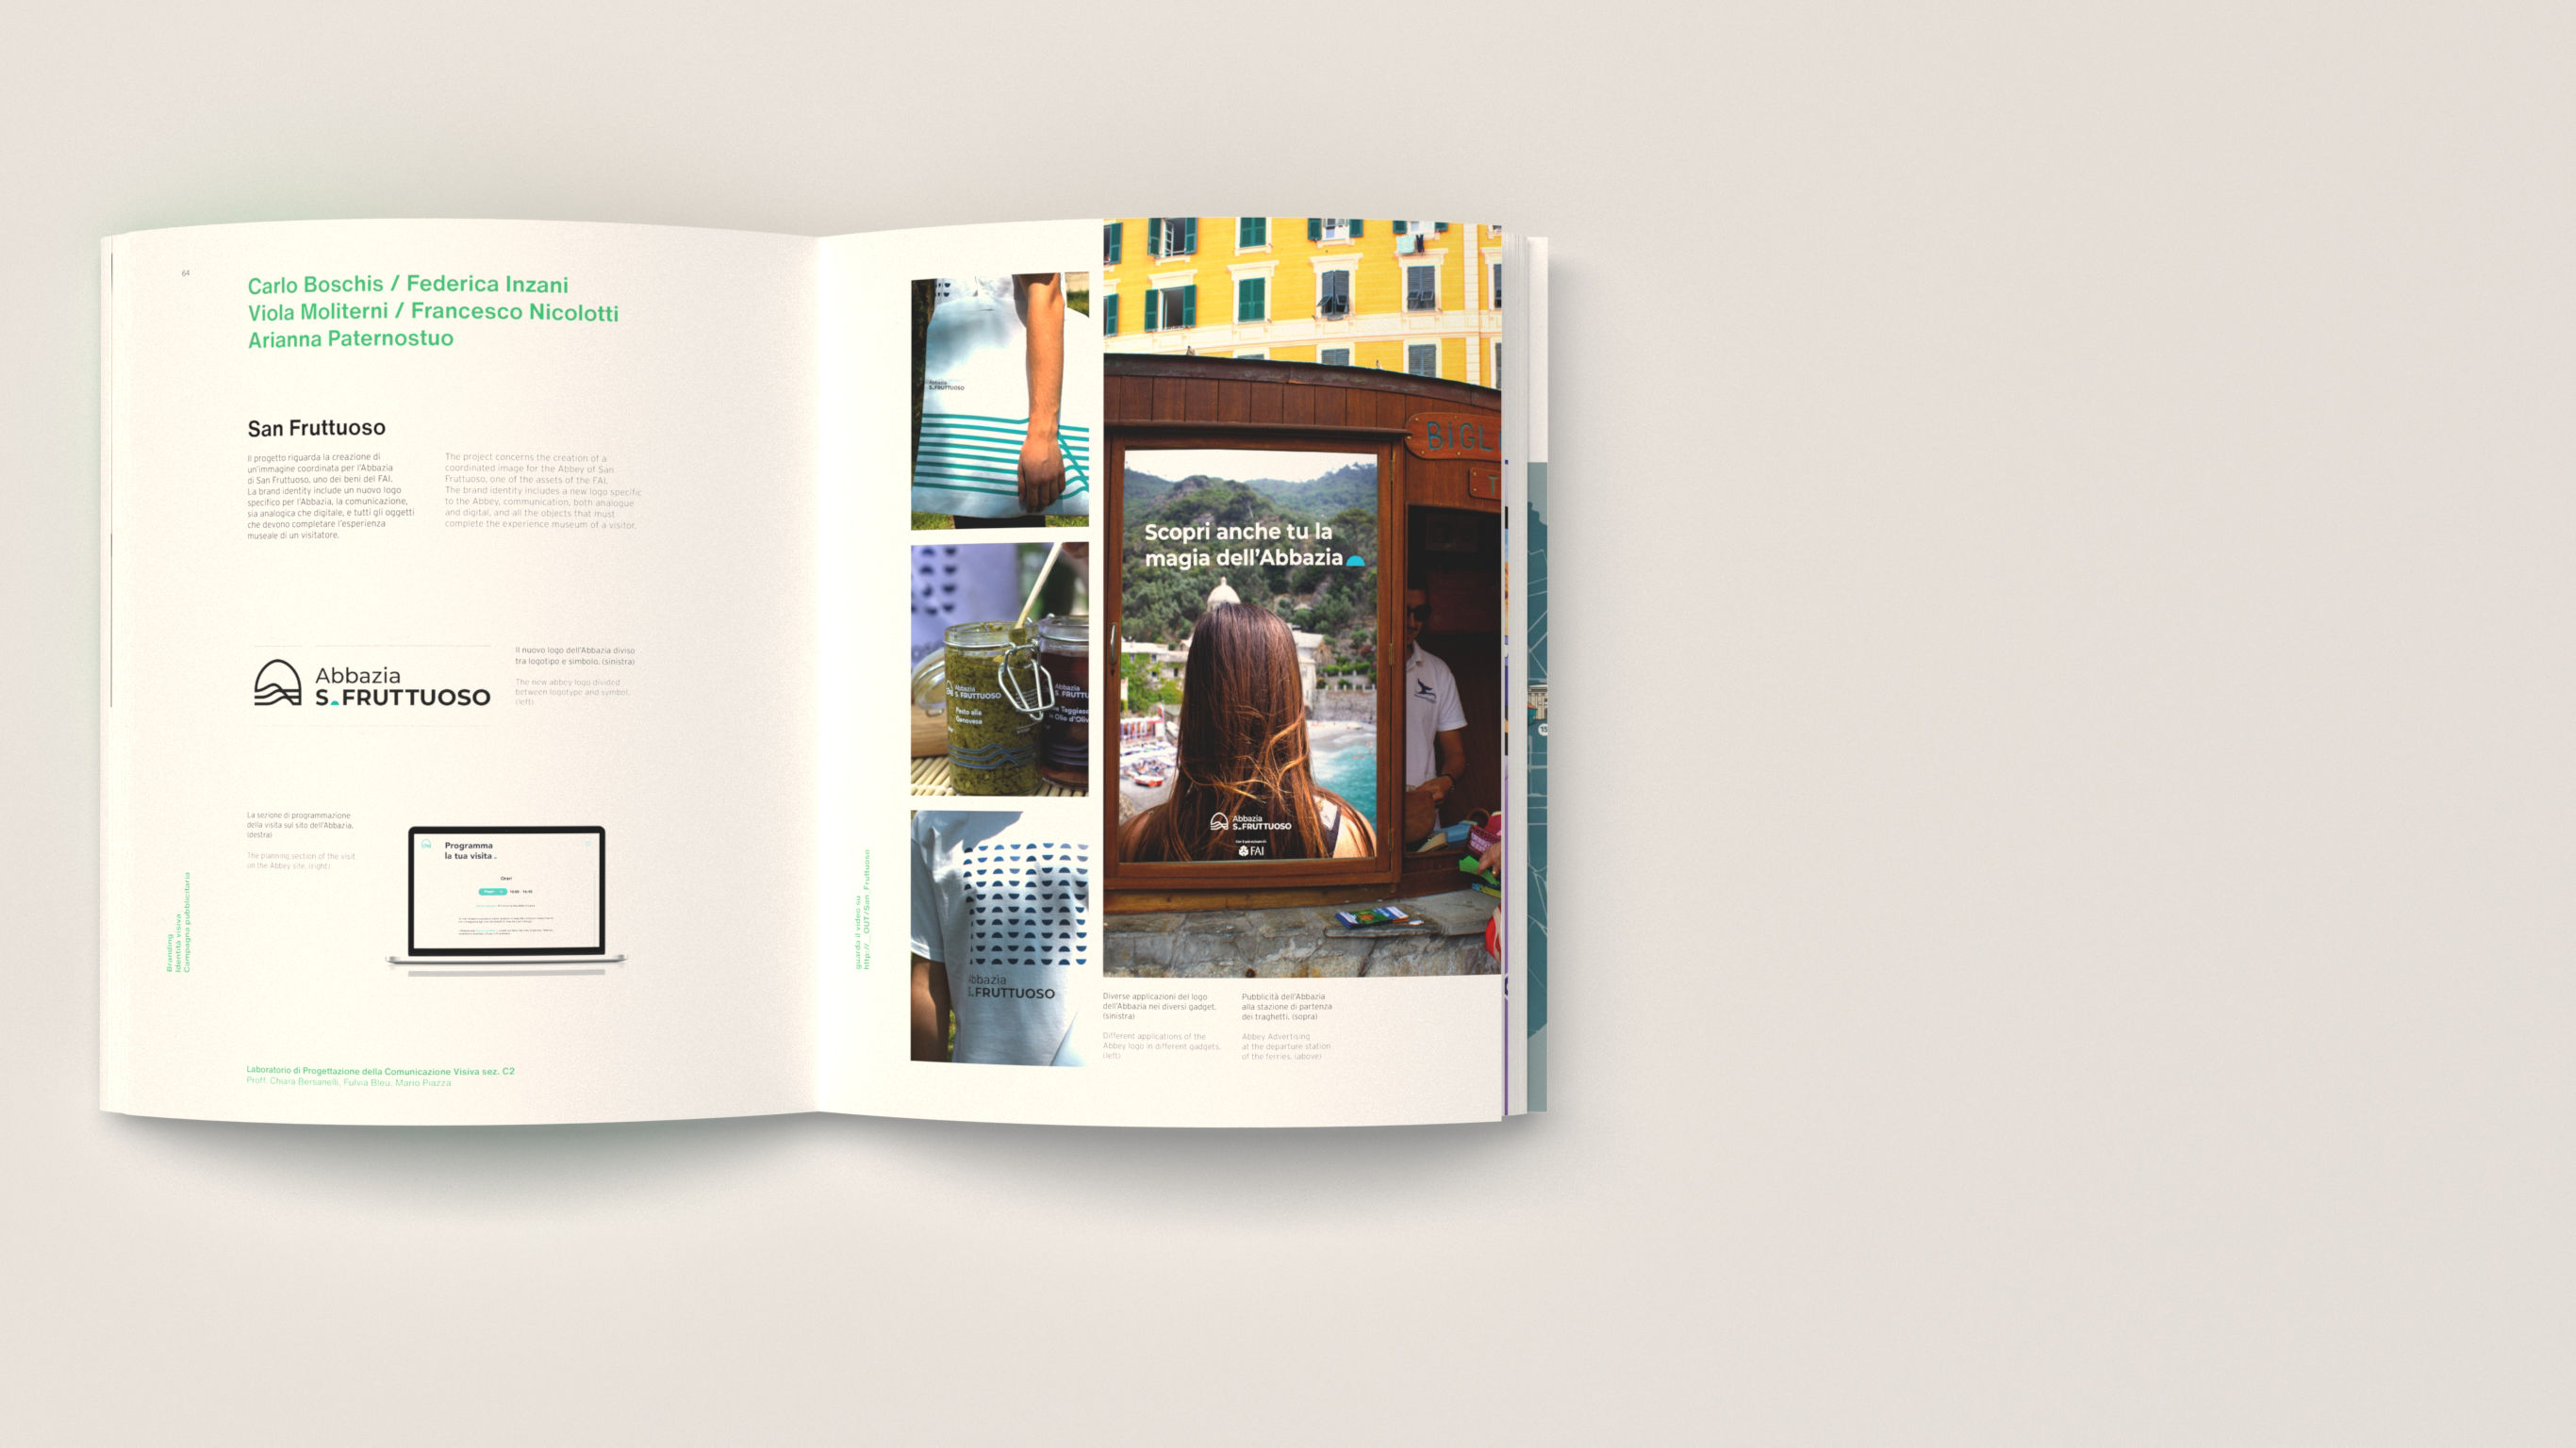 64
Carlo Boschis / Federica Inzani
Viola Moliterni / Francesco Nicolotti
Arianna Paternostuo
San Fruttuoso
Il progetto riguarda la creazione di
un'immagine coordinata per l'Abbazia
di San Fruttuoso, uno dei beni del FAI.
La brand identity include un nuovo logo
specifico per l'Abbazia, la comunicazione,
sia analogica che digitale, e tutti gli oggetti
che devono completare l'esperienza
museale di un visitatore.
The project concerns the creation of a
coordinated image for the Abbey of San
Fruttuoso, one of the assets of the FAI.
The brand identity includes a new logo specific
to the Abbey, communication, both analogue
and digital, and all the objects that must
complete the experience museum of a visitor.
Abbazia
S.FRUTTUOSO
Il nuovo logo dell'Abbazia diviso
tra logotipo e simbolo. (sinistra)
The new abbey logo divided
between logotype and symbol.
(left)
La sezione di programmazione
della visita sul sito dell'Abbazia.
(destra)
The planning section of the visit
on the Abbey site. (right)
Programma
la tua visita
Orari
Branding
Identità visiva
Campagna pubblicitaria
Laboratorio di Progettazione della Comunicazione Visiva sez. C2
Proff. Chiara Bersanelli, Fulvia Bleu, Mario Piazza
guarda il video su
http://__OUT/San_Fruttuoso
Abbazia
S.FRUTTUOSO
Abbazia
S.FRUTTUOSO
Pesto alla
Genovese
Abbazia
S.FRUTTU
Taggiasc
Olio d'Oliv
Abbazia
S.FRUTTUOSO
BIGL
T
Scopri anche tu la
magia dell'Abbazia
Abbazia
S.FRUTTUOSO
FAI
Diverse applicazioni del logo
dell'Abbazia nei diversi gadget.
(sinistra)
Different applications of the
Abbey logo in different gadgets.
(left)
Pubblicità dell'Abbazia
alla stazione di partenza
dei traghetti. (sopra)
Abbey Advertising
at the departure station
of the ferries. (above)